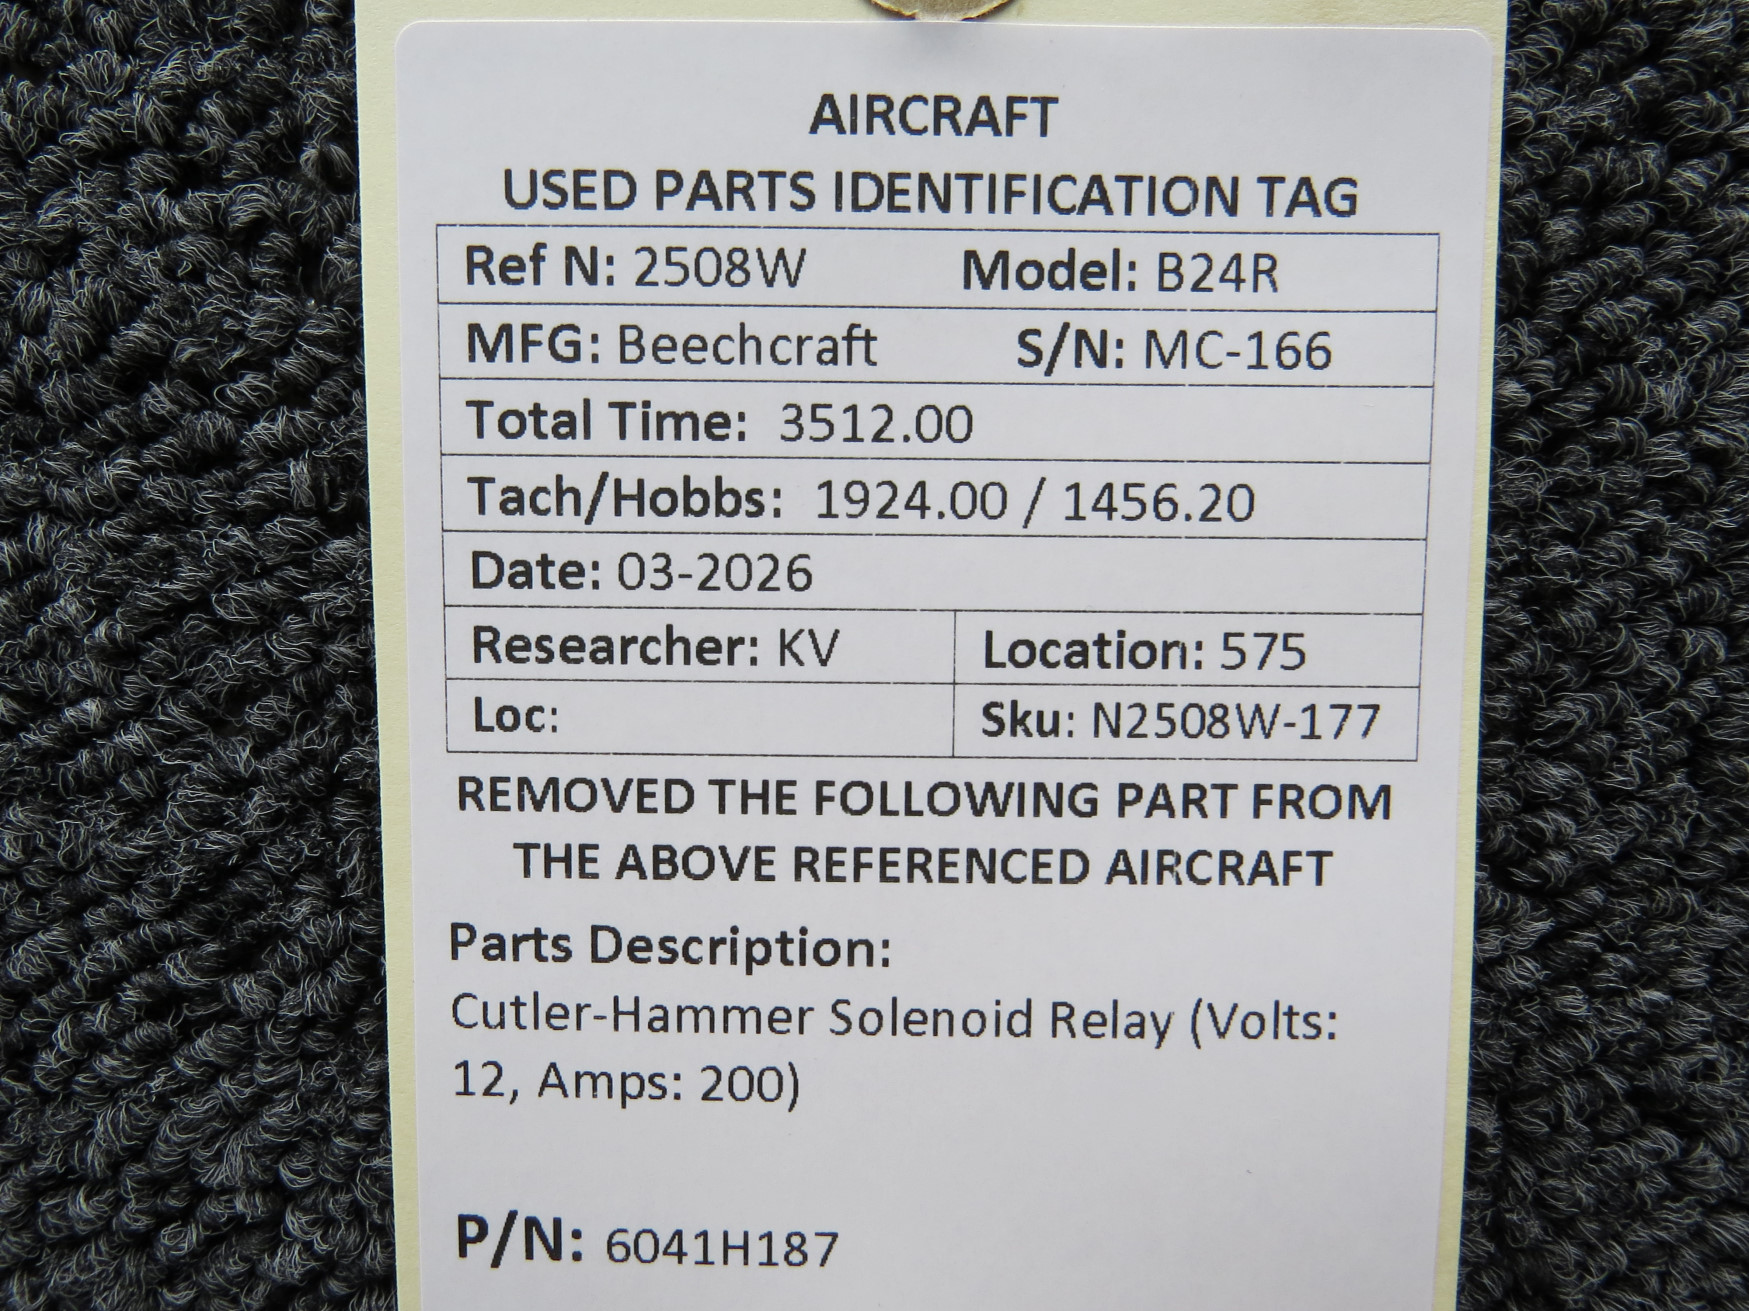 AIRCRAFT
USED PARTS IDENTIFICATION TAG
Ref N: 2508W Model: B24R
MFG: Beechcraft S/N: MC-166
Total Time: 3512.00
Tach/Hobbs: 1924.00 / 1456.20
Date: 03-2026
Researcher: KV Location: 575
Loc: Sku: N2508W-177
REMOVED THE FOLLOWING PART FROM
THE ABOVE REFERENCED AIRCRAFT
Parts Description:
Cutler-Hammer Solenoid Relay (Volts:
12, Amps: 200)
P/N: 6041H187